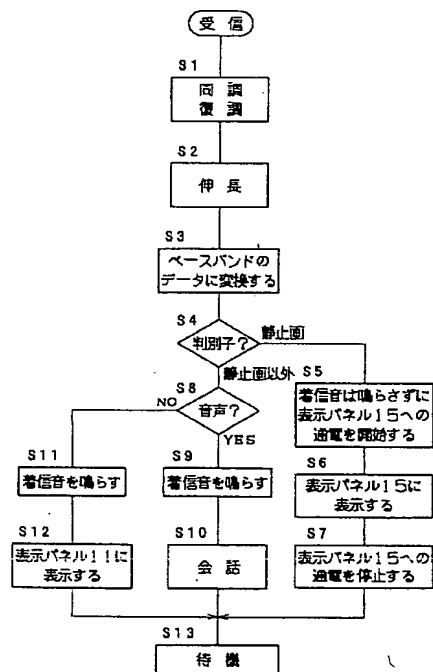 受信
S1
同調
復調
S2
伸長
S3
ベースバンドの
データに変換する
S4
判別子?
静止画
静止画以外
S5
着信音は鳴らさずに
表示パネル15への
通電を開始する
S6
表示パネル15に
表示する
S7
表示パネル15への
通電を停止する
S8
音声?
NO
YES
S11
着信音を鳴らす
S12
表示パネル11に
表示する
S9
着信音を鳴らす
S10
会話
S13
待機